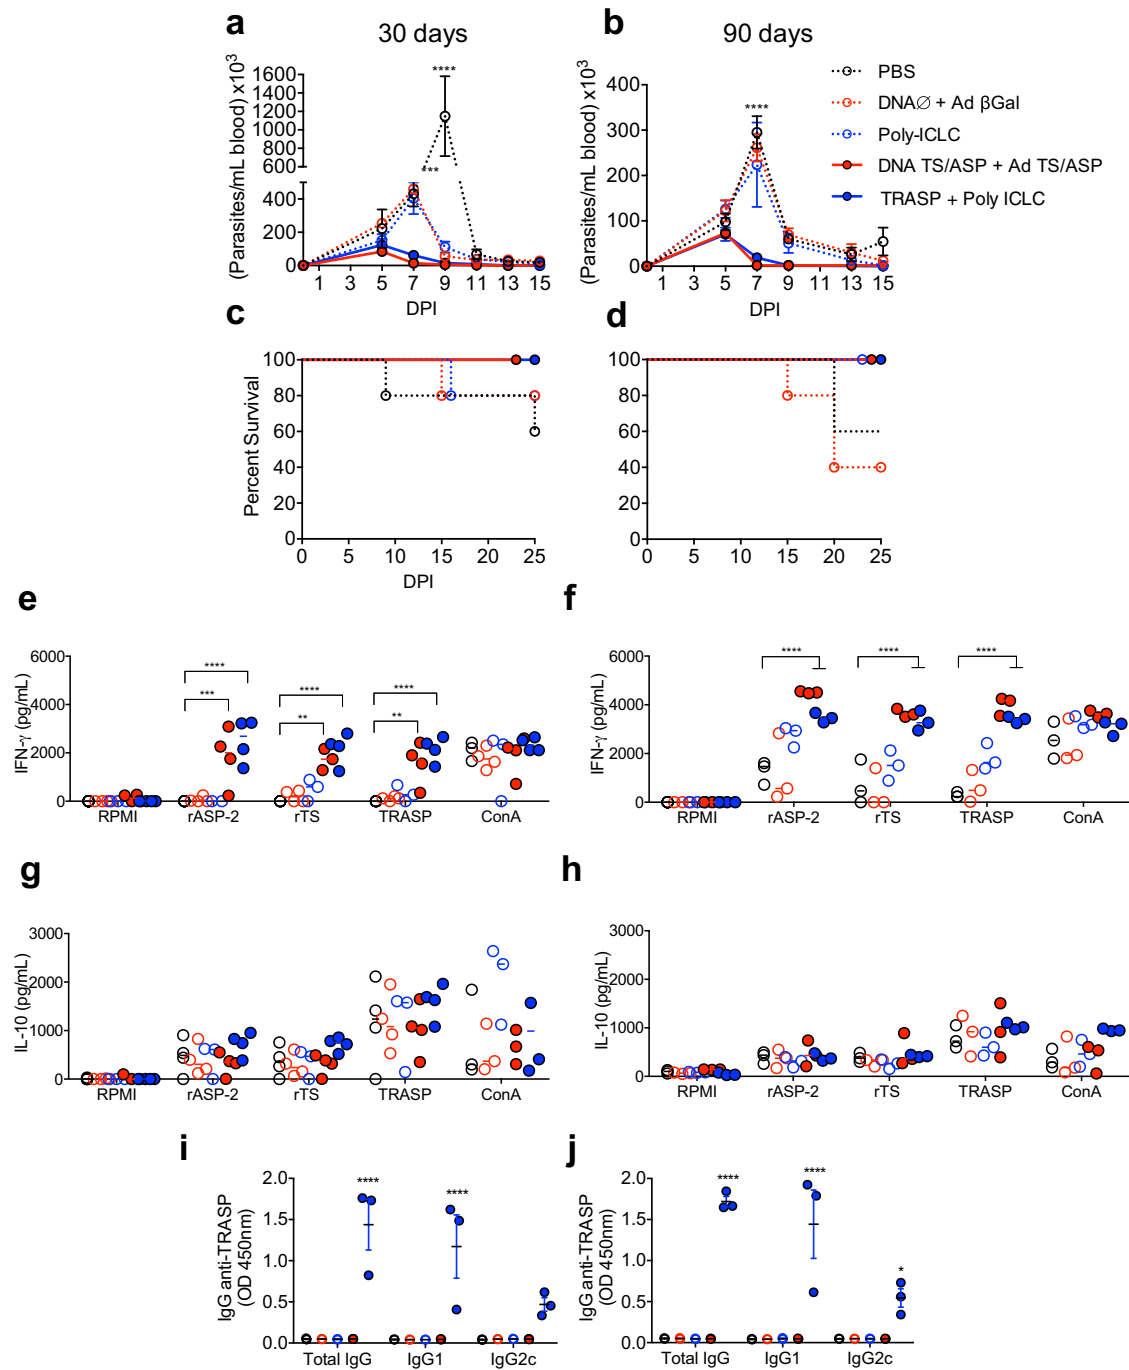 a
30 days
b
90 days
(Parasites/mL blood) x10³
1600
1400
1200
1000
800
600
400
200
0
1 3 5 7 9 11 13 15
DPI
****
***
(Parasites/mL blood) x10³
400
300
200
100
0
1 3 5 7 9 11 13 15
DPI
****
PBS
DNA∅ + Ad βGal
Poly-ICLC
DNA TS/ASP + Ad TS/ASP
TRASP + Poly ICLC
c
d
Percent Survival
100
80
60
40
20
0
0 5 10 15 20 25
DPI
100
80
60
40
20
0
0 5 10 15 20 25
e
f
IFN-γ (pg/mL)
6000
4000
2000
0
**** *** **** ** **** **
RPMI rASP-2 rTS TRASP ConA
IFN-γ (pg/mL)
6000
4000
2000
0
**** **** ****
RPMI rASP-2 rTS TRASP ConA
g
h
IL-10 (pg/mL)
3000
2000
1000
0
RPMI rASP-2 rTS TRASP ConA
IL-10 (pg/mL)
3000
2000
1000
0
RPMI rASP-2 rTS TRASP ConA
i
j
IgG anti-TRASP
(OD 450nm)
2.0
1.5
1.0
0.5
0.0
**** ****
Total IgG IgG1 IgG2c
IgG anti-TRASP
(OD 450nm)
2.0
1.5
1.0
0.5
0.0
**** **** *
Total IgG IgG1 IgG2c